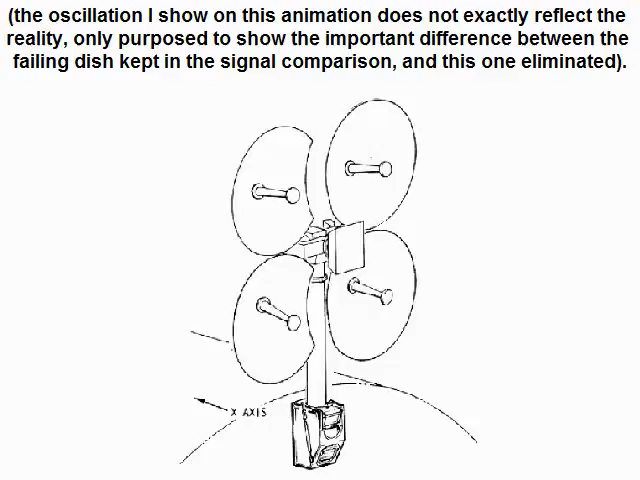 (the oscillation I show on this animation does not exactly reflect the
reality, only purposed to show the important difference between the
failing dish kept in the signal comparison, and this one eliminated).
X AXIS